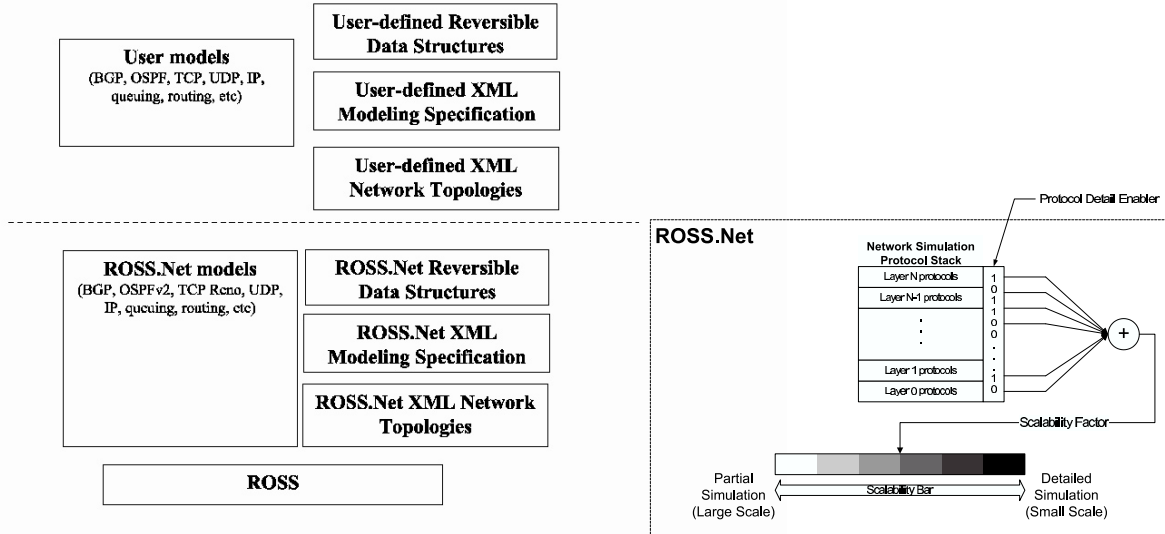 User models
(BGP, OSPF, TCP, UDP, IP,
queuing, routing, etc)
User-defined Reversible
Data Structures
User-defined XML
Modeling Specification
User-defined XML
Network Topologies
ROSS.Net models
(BGP, OSPFv2, TCP Reno, UDP,
IP, queuing, routing, etc)
ROSS.Net Reversible
Data Structures
ROSS.Net XML
Modeling Specification
ROSS.Net XML Network
Topologies
ROSS
ROSS.Net
Protocol Detail Enabler
Network Simulation
Protocol Stack
Layer N protocols
Layer N-1 protocols
.
.
.
Layer 1 protocols
Layer 0 protocols
1
0
1
1
0
0
.
.
.
1
0
+
Scalability Factor
Partial
Simulation
(Large Scale)
Scalability Bar
Detailed
Simulation
(Small Scale)